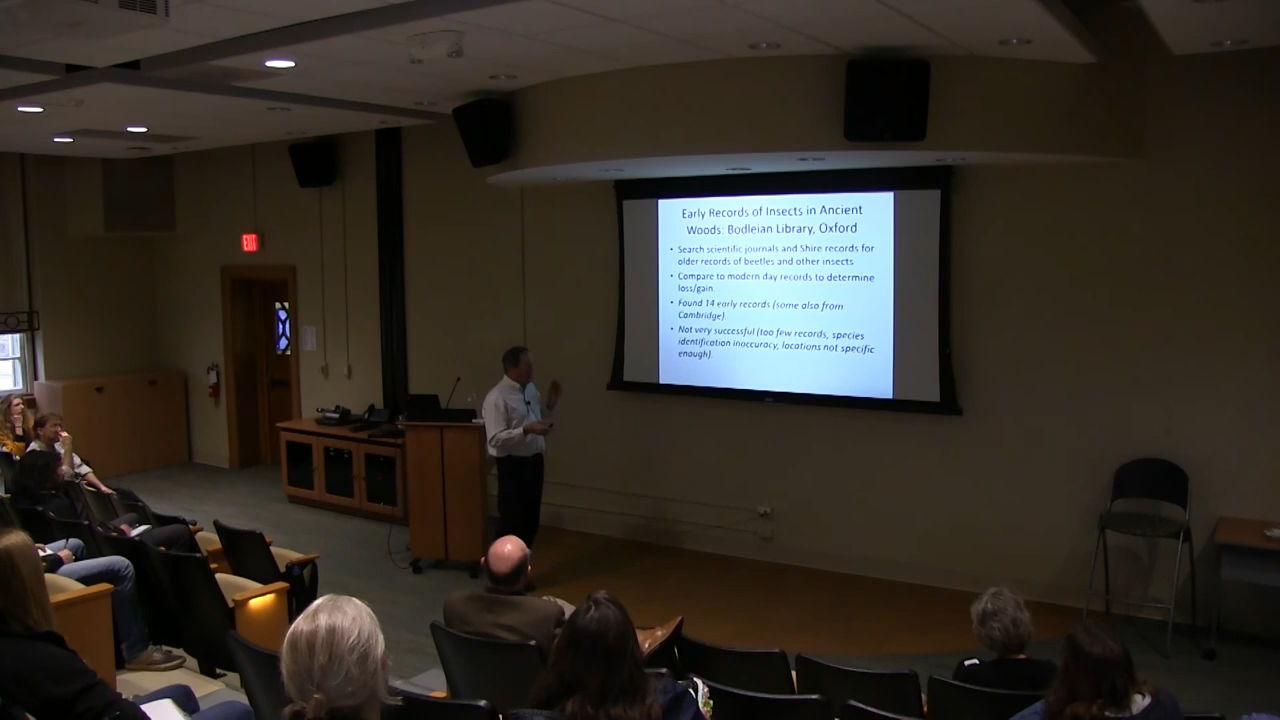 EXIT
Early Records of Insects in Ancient
Woods: Bodleian Library, Oxford
• Search scientific journals and Shire records for
older records of beetles and other insects
• Compare to modern day records to determine
loss/gain
• Found 14 early records (some also from
Cambridge)
• Not very successful (too few records, species
identification inaccuracy, locations not specific
enough).